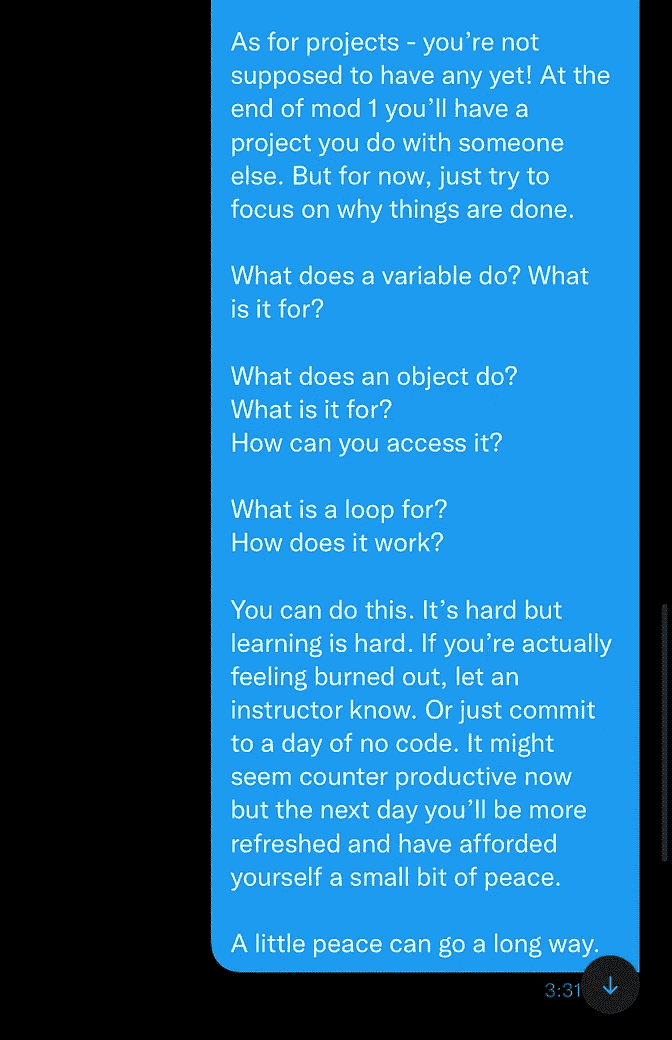 As for projects - you’re not
supposed to have any yet! At the
end of mod 1 you’ll have a
project you do with someone
else. But for now, just try to
focus on why things are done.
What does a variable do? What
is it for?
What does an object do?
What is it for?
How can you access it?
What is a loop for?
How does it work?
You can do this. It’s hard but
learning is hard. If you’re actually
feeling burned out, let an
instructor know. Or just commit
to a day of no code. It might
seem counter productive now
but the next day you’ll be more
refreshed and have afforded
yourself a small bit of peace.
A little peace can go a long way.
3:31